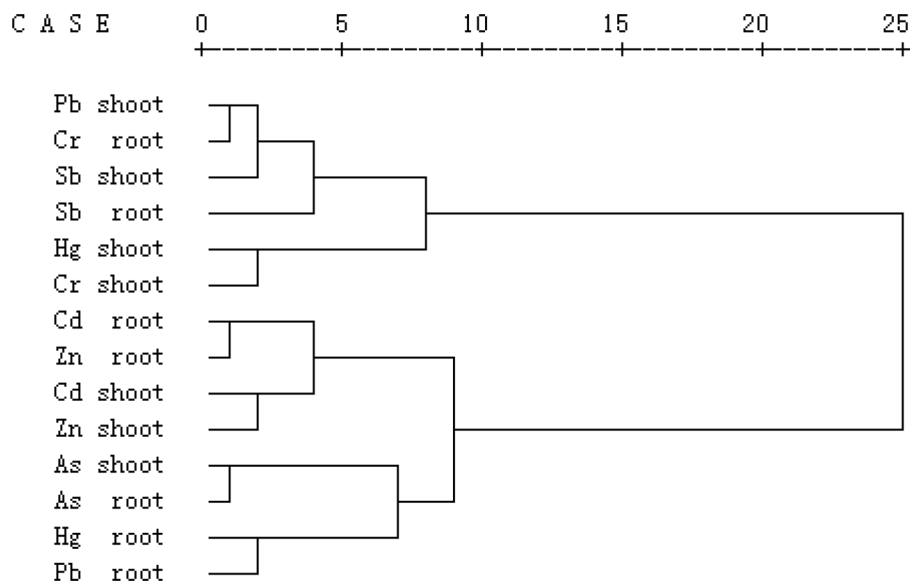 C A S E 0 5 10 15 20 25
Pb shoot
Cr root
Sb shoot
Sb root
Hg shoot
Cr shoot
Cd root
Zn root
Cd shoot
Zn shoot
As shoot
As root
Hg root
Pb root